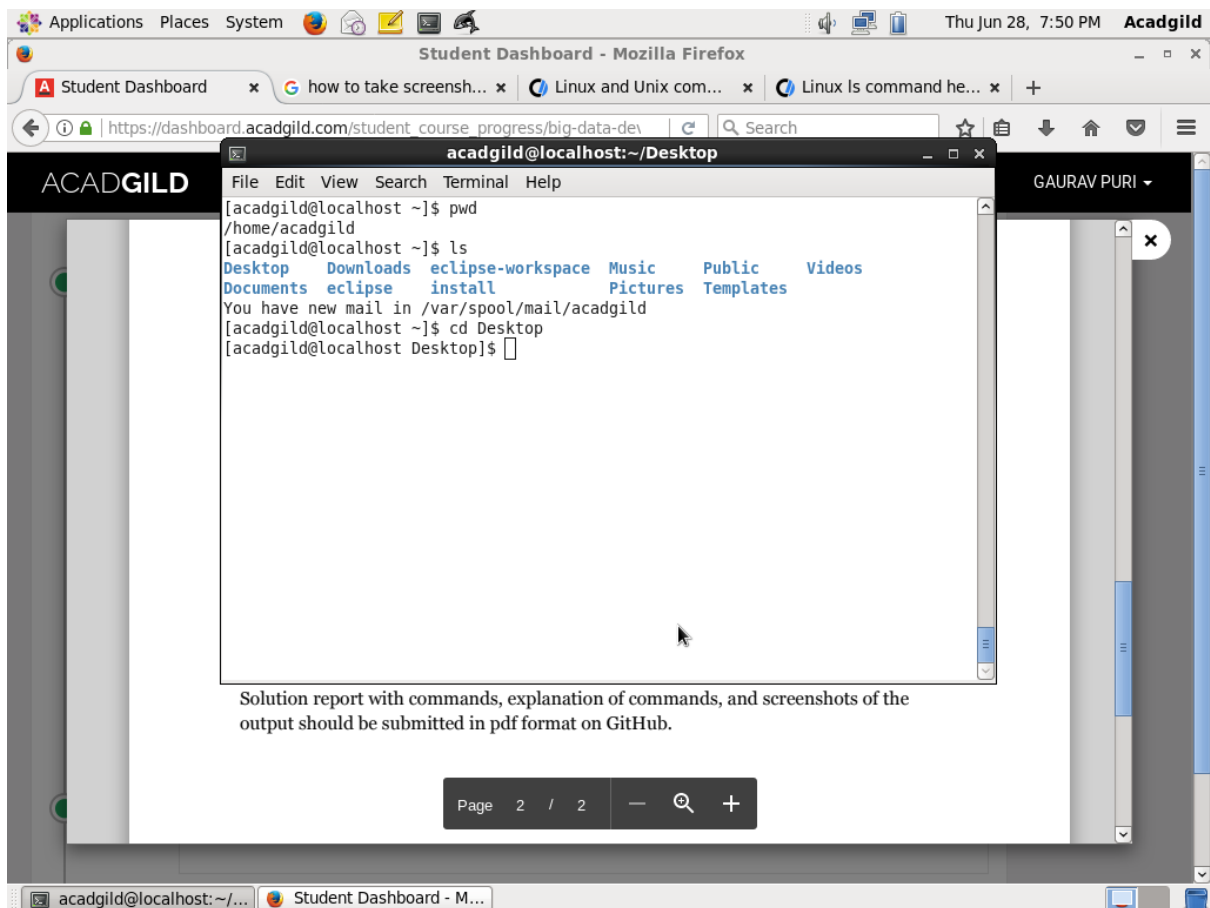 Applications Places System Thu Jun 28, 7:50 PM Acadgild
Student Dashboard - Mozilla Firefox
Student Dashboard how to take screensh... Linux and Unix com... Linux ls command he...
https://dashboard.acadgild.com/student_course_progress/big-data-de Search
ACADGILD GAURAV PURI
acadgild@localhost:~/Desktop
File Edit View Search Terminal Help
[acadgild@localhost ~]$ pwd
/home/acadgild
[acadgild@localhost ~]$ ls
Desktop Downloads eclipse-workspace Music Public Videos
Documents eclipse install Pictures Templates
You have new mail in /var/spool/mail/acadgild
[acadgild@localhost ~]$ cd Desktop
[acadgild@localhost Desktop]$
Solution report with commands, explanation of commands, and screenshots of the
output should be submitted in pdf format on GitHub.
Page 2 / 2
acadgild@localhost:~/... Student Dashboard - M...